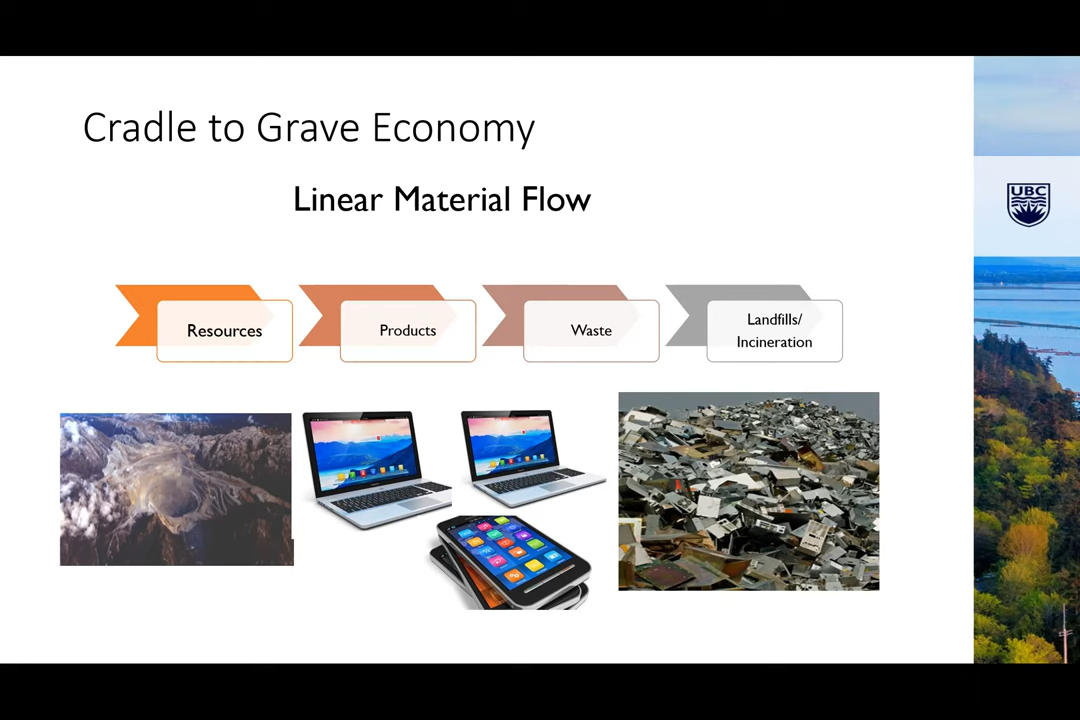 Cradle to Grave Economy
Linear Material Flow
UBC
Resources
Products
Waste
Landfills/
Incineration